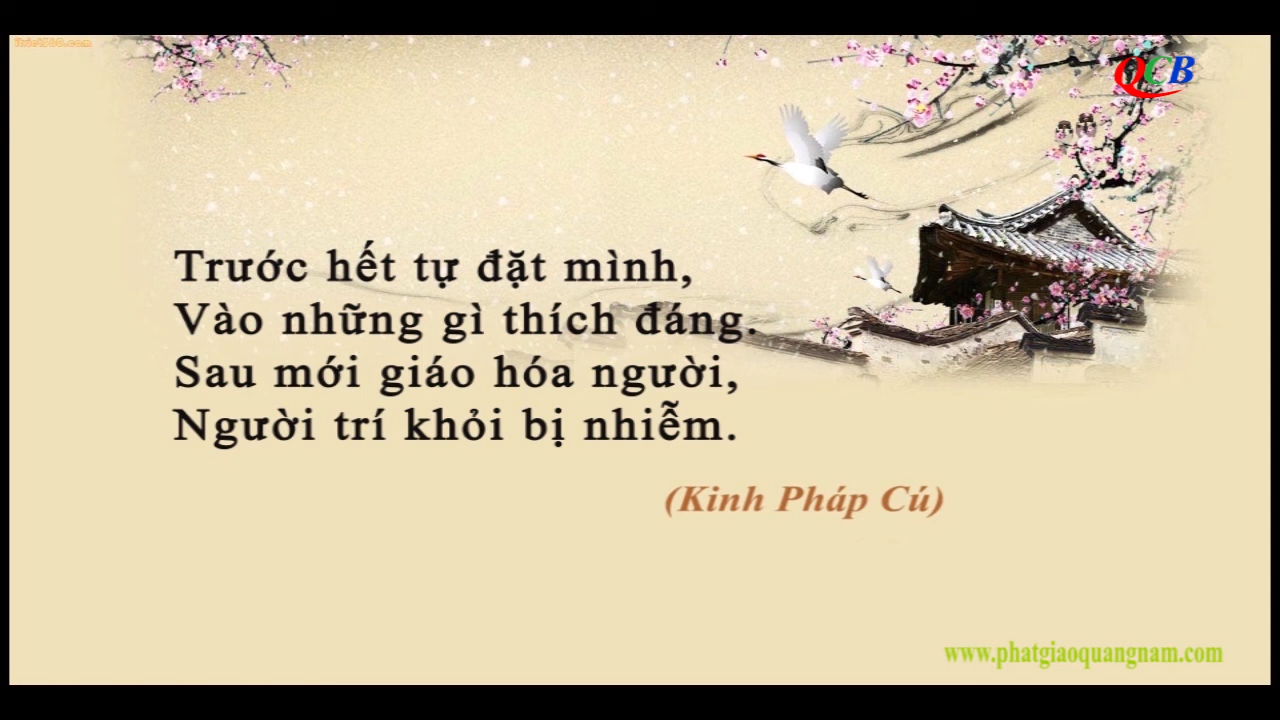 QCB
Trước hết tự đặt mình,
Vào những gì thích đáng.
Sau mới giáo hóa người,
Người trí khỏi bị nhiễm.
(Kinh Pháp Cú)
www.phatgiaoquangnam.com